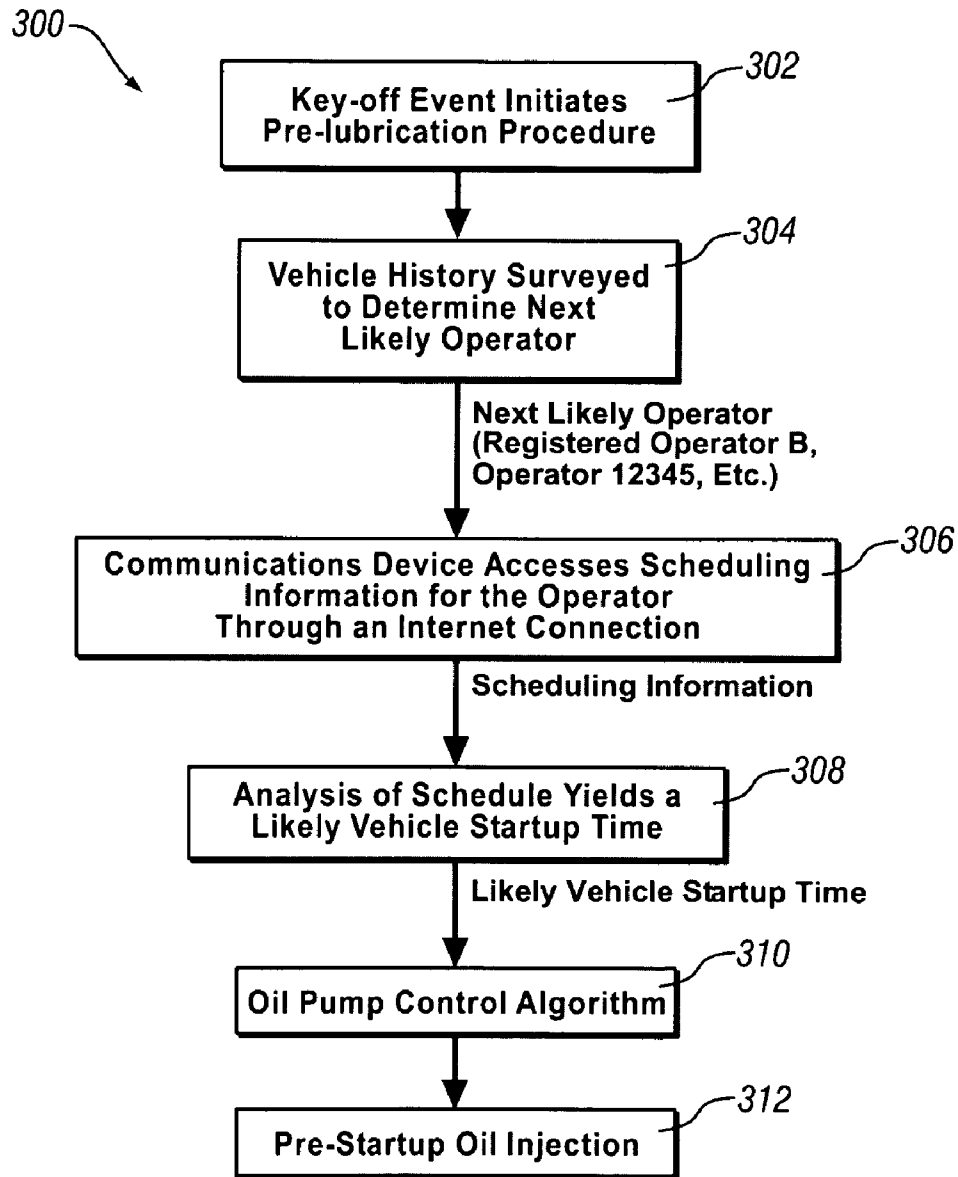 300
302
Key-off Event Initiates
Pre-lubrication Procedure
304
Vehicle History Surveyed
to Determine Next
Likely Operator
Next Likely Operator
(Registered Operator B,
Operator 12345, Etc.)
306
Communications Device Accesses Scheduling
Information for the Operator
Through an Internet Connection
Scheduling Information
308
Analysis of Schedule Yields a
Likely Vehicle Startup Time
Likely Vehicle Startup Time
310
Oil Pump Control Algorithm
312
Pre-Startup Oil Injection